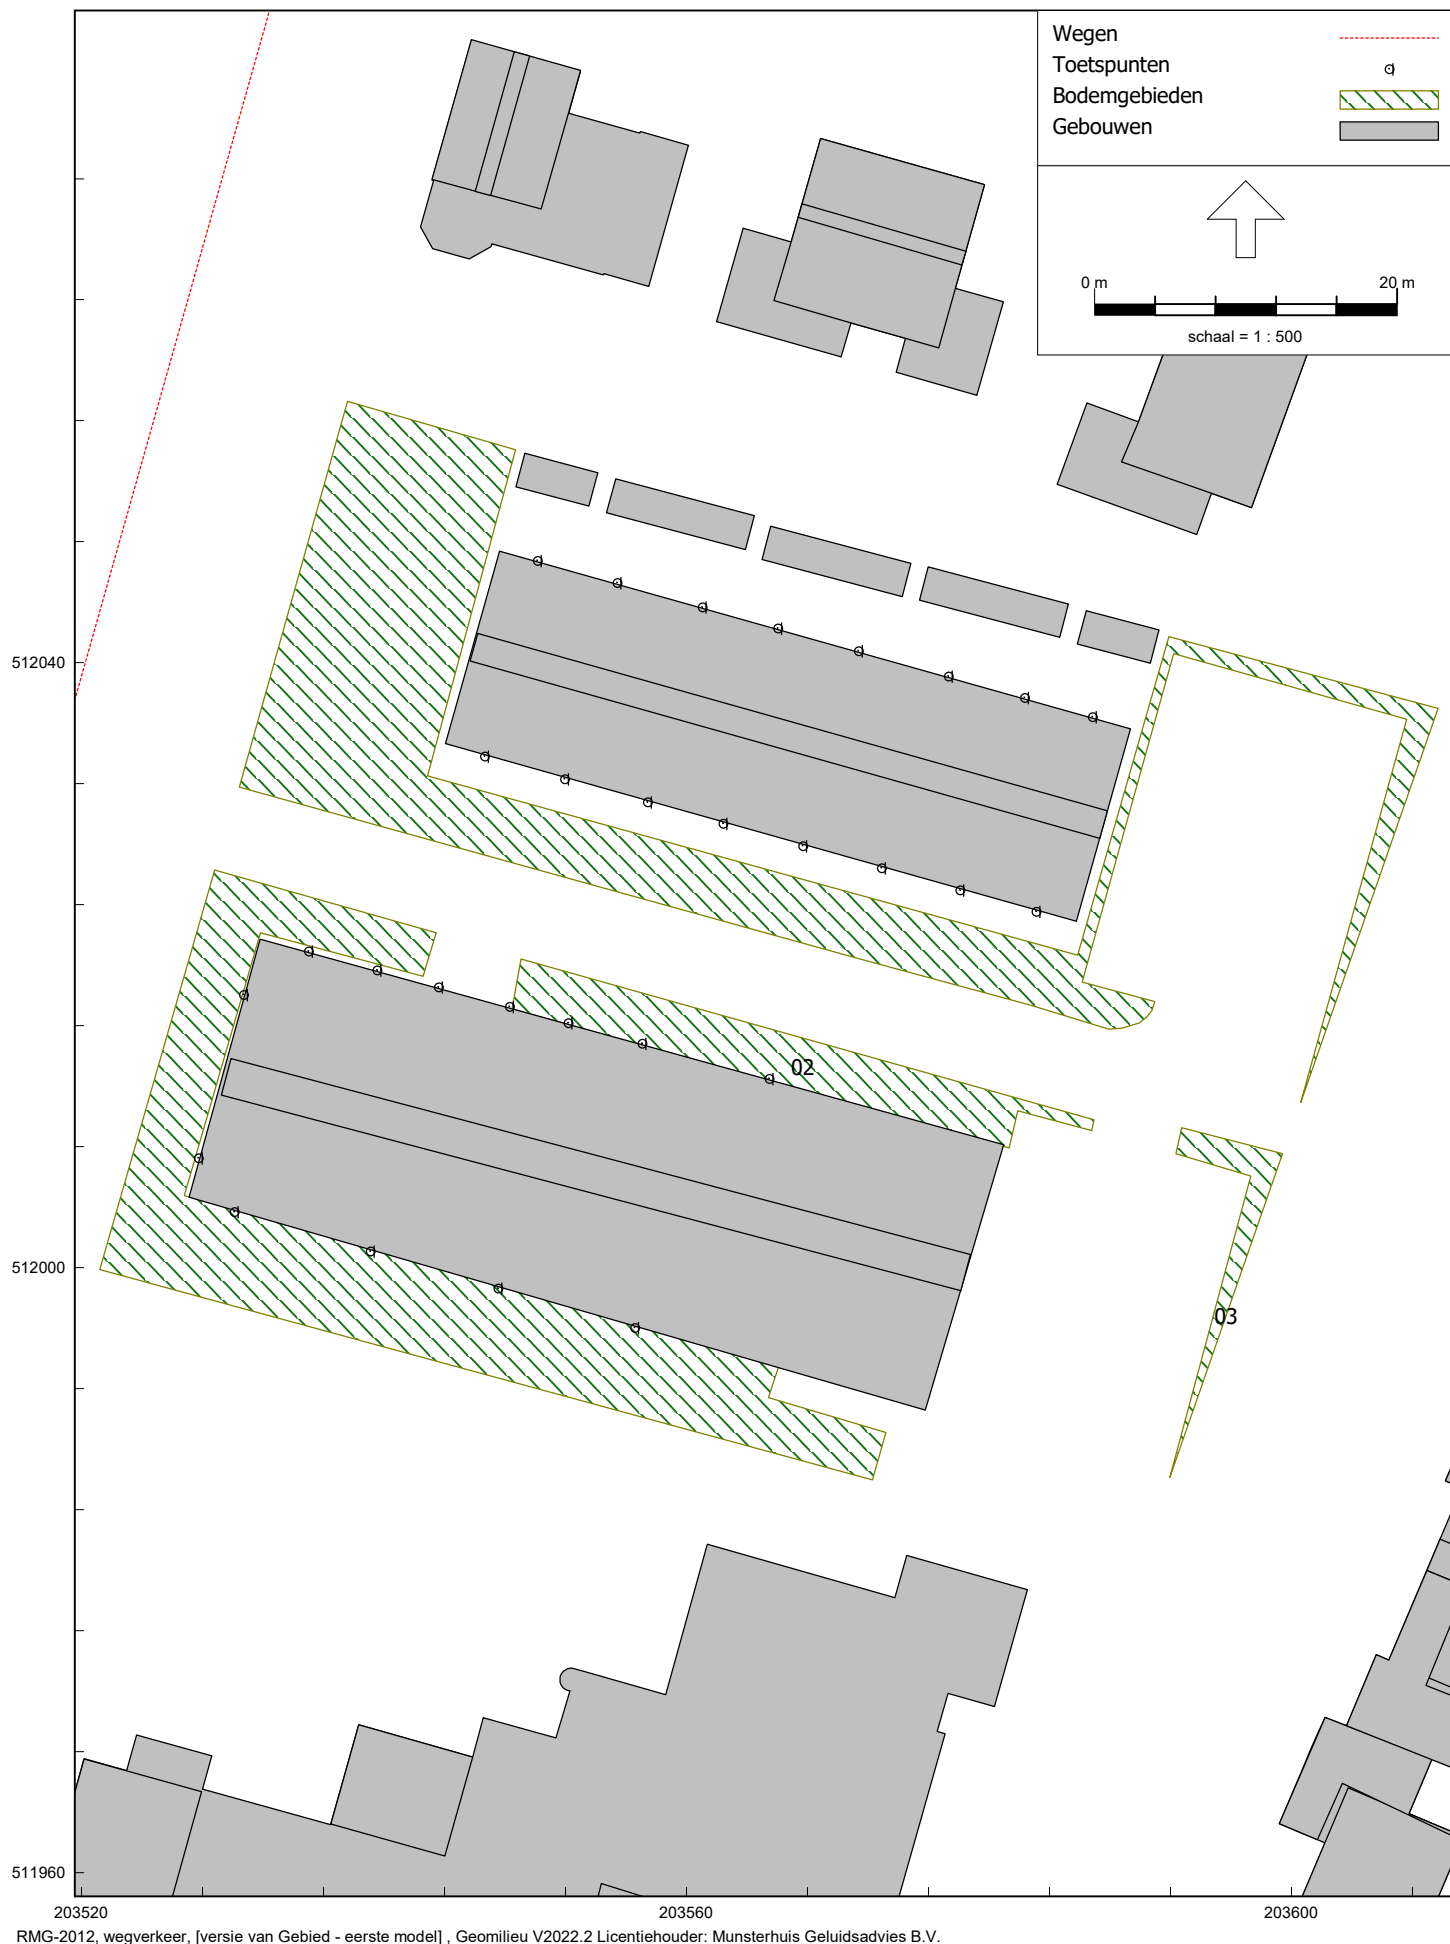 Wegen
Toetspunten
Bodemgebieden
Gebouwen
0 m
20 m
schaal = 1 : 500
512040
02
512000
03
511960
203520
203560
203600
RMG-2012, wegverkeer, [versie van Gebied - eerste model] , Geomilieu V2022.2 Licentiehouder: Munsterhuis Geluidsadvies B.V.